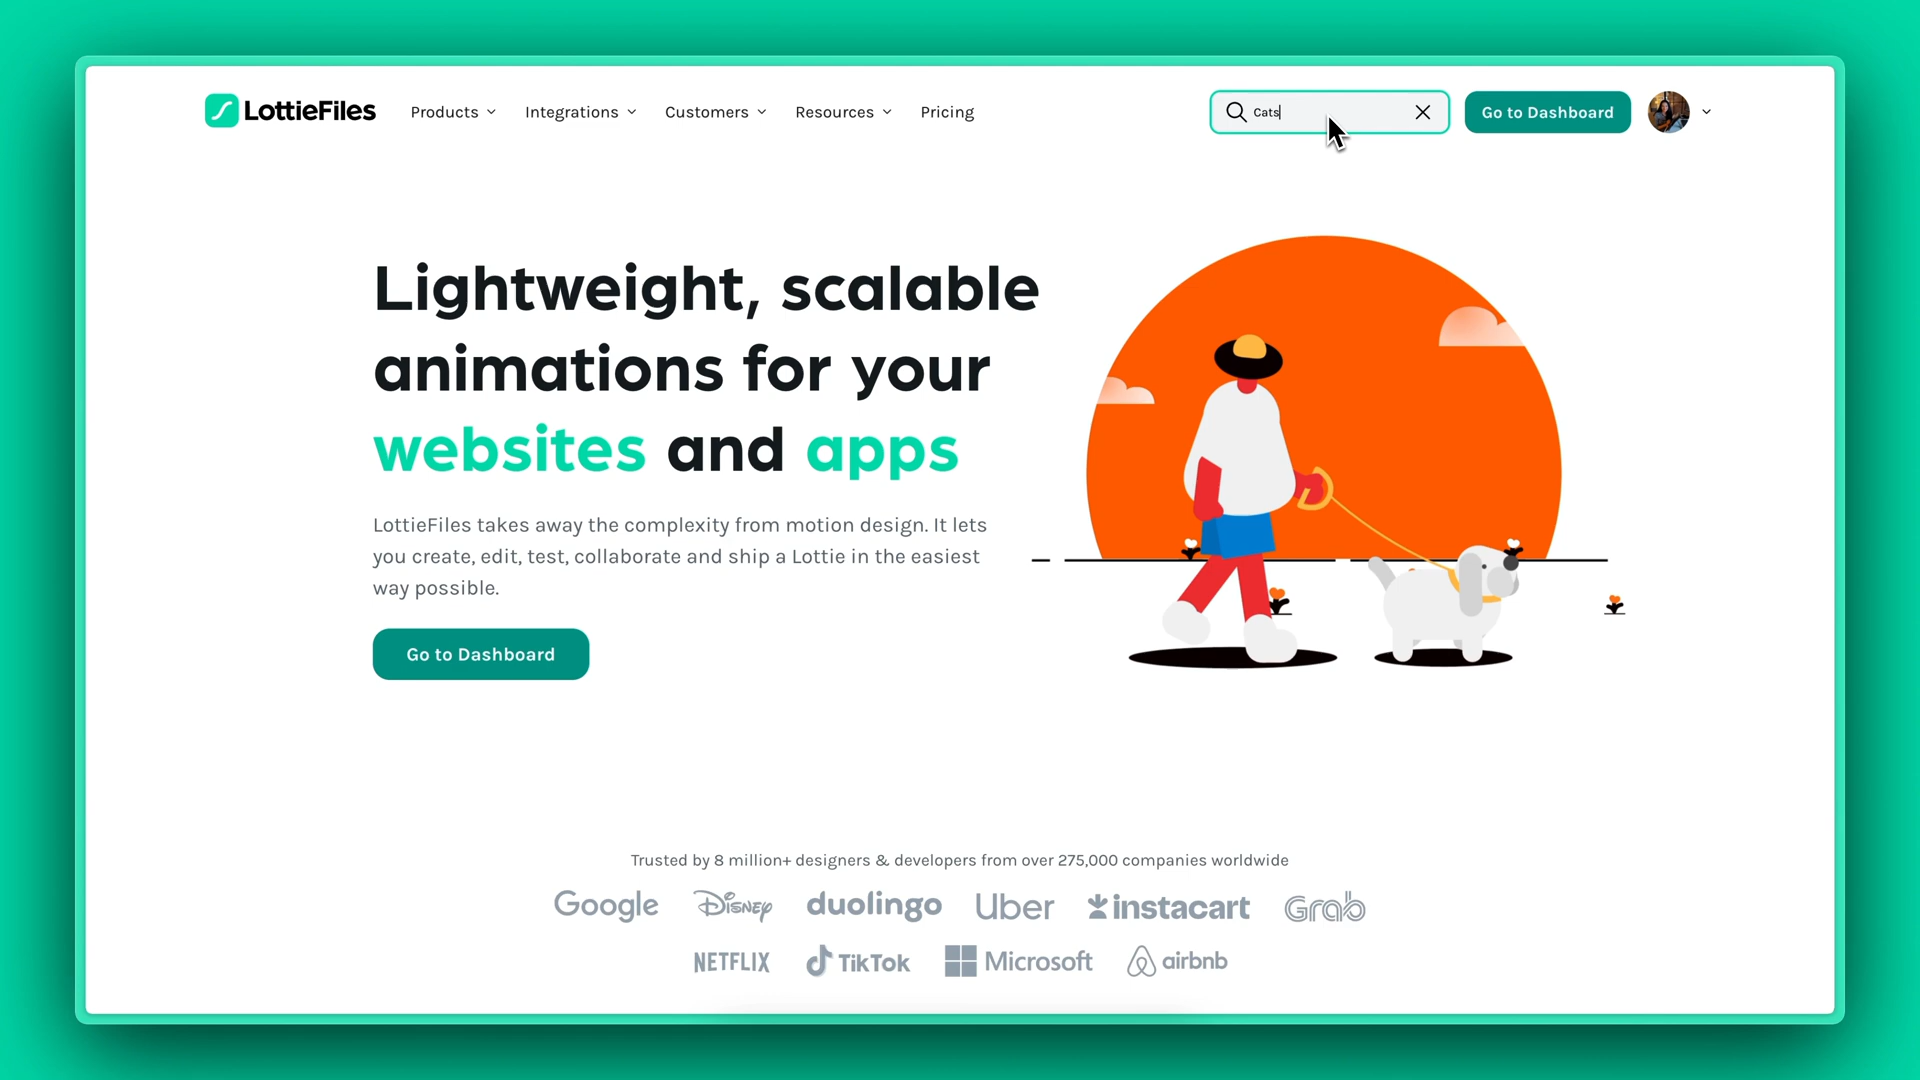 LottieFiles Products Integrations Customers Resources Pricing Cats Go to Dashboard
Lightweight, scalable
animations for your
websites and apps
LottieFiles takes away the complexity from motion design. It lets
you create, edit, test, collaborate and ship a Lottie in the easiest
way possible.
Go to Dashboard
Trusted by 8 million+ designers & developers from over 275,000 companies worldwide
Google Disney duolingo Uber instacart Grab
NETFLIX TikTok Microsoft airbnb